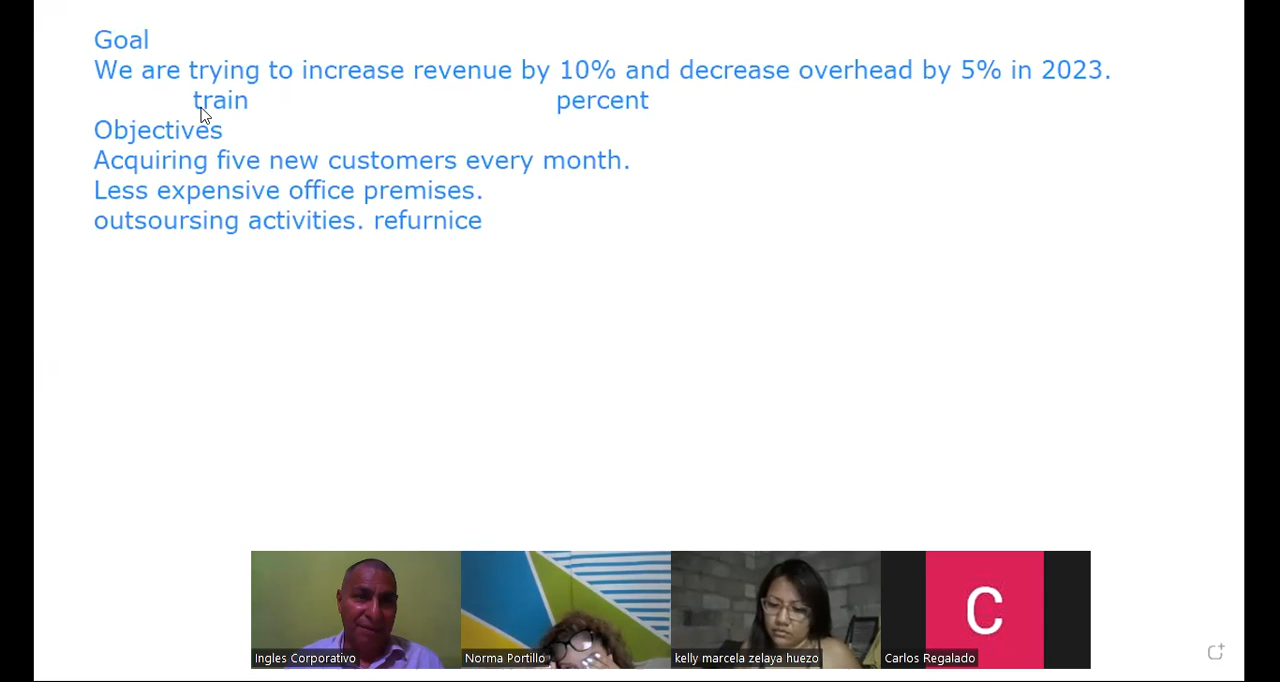 Goal
We are trying to increase revenue by 10% and decrease overhead by 5% in 2023.
train percent
Objectives
Acquiring five new customers every month.
Less expensive office premises.
outsoursing activities. refurnice
C
Ingles Corporativo Norma Portillo kelly marcela zelaya huezo Carlos Regalado